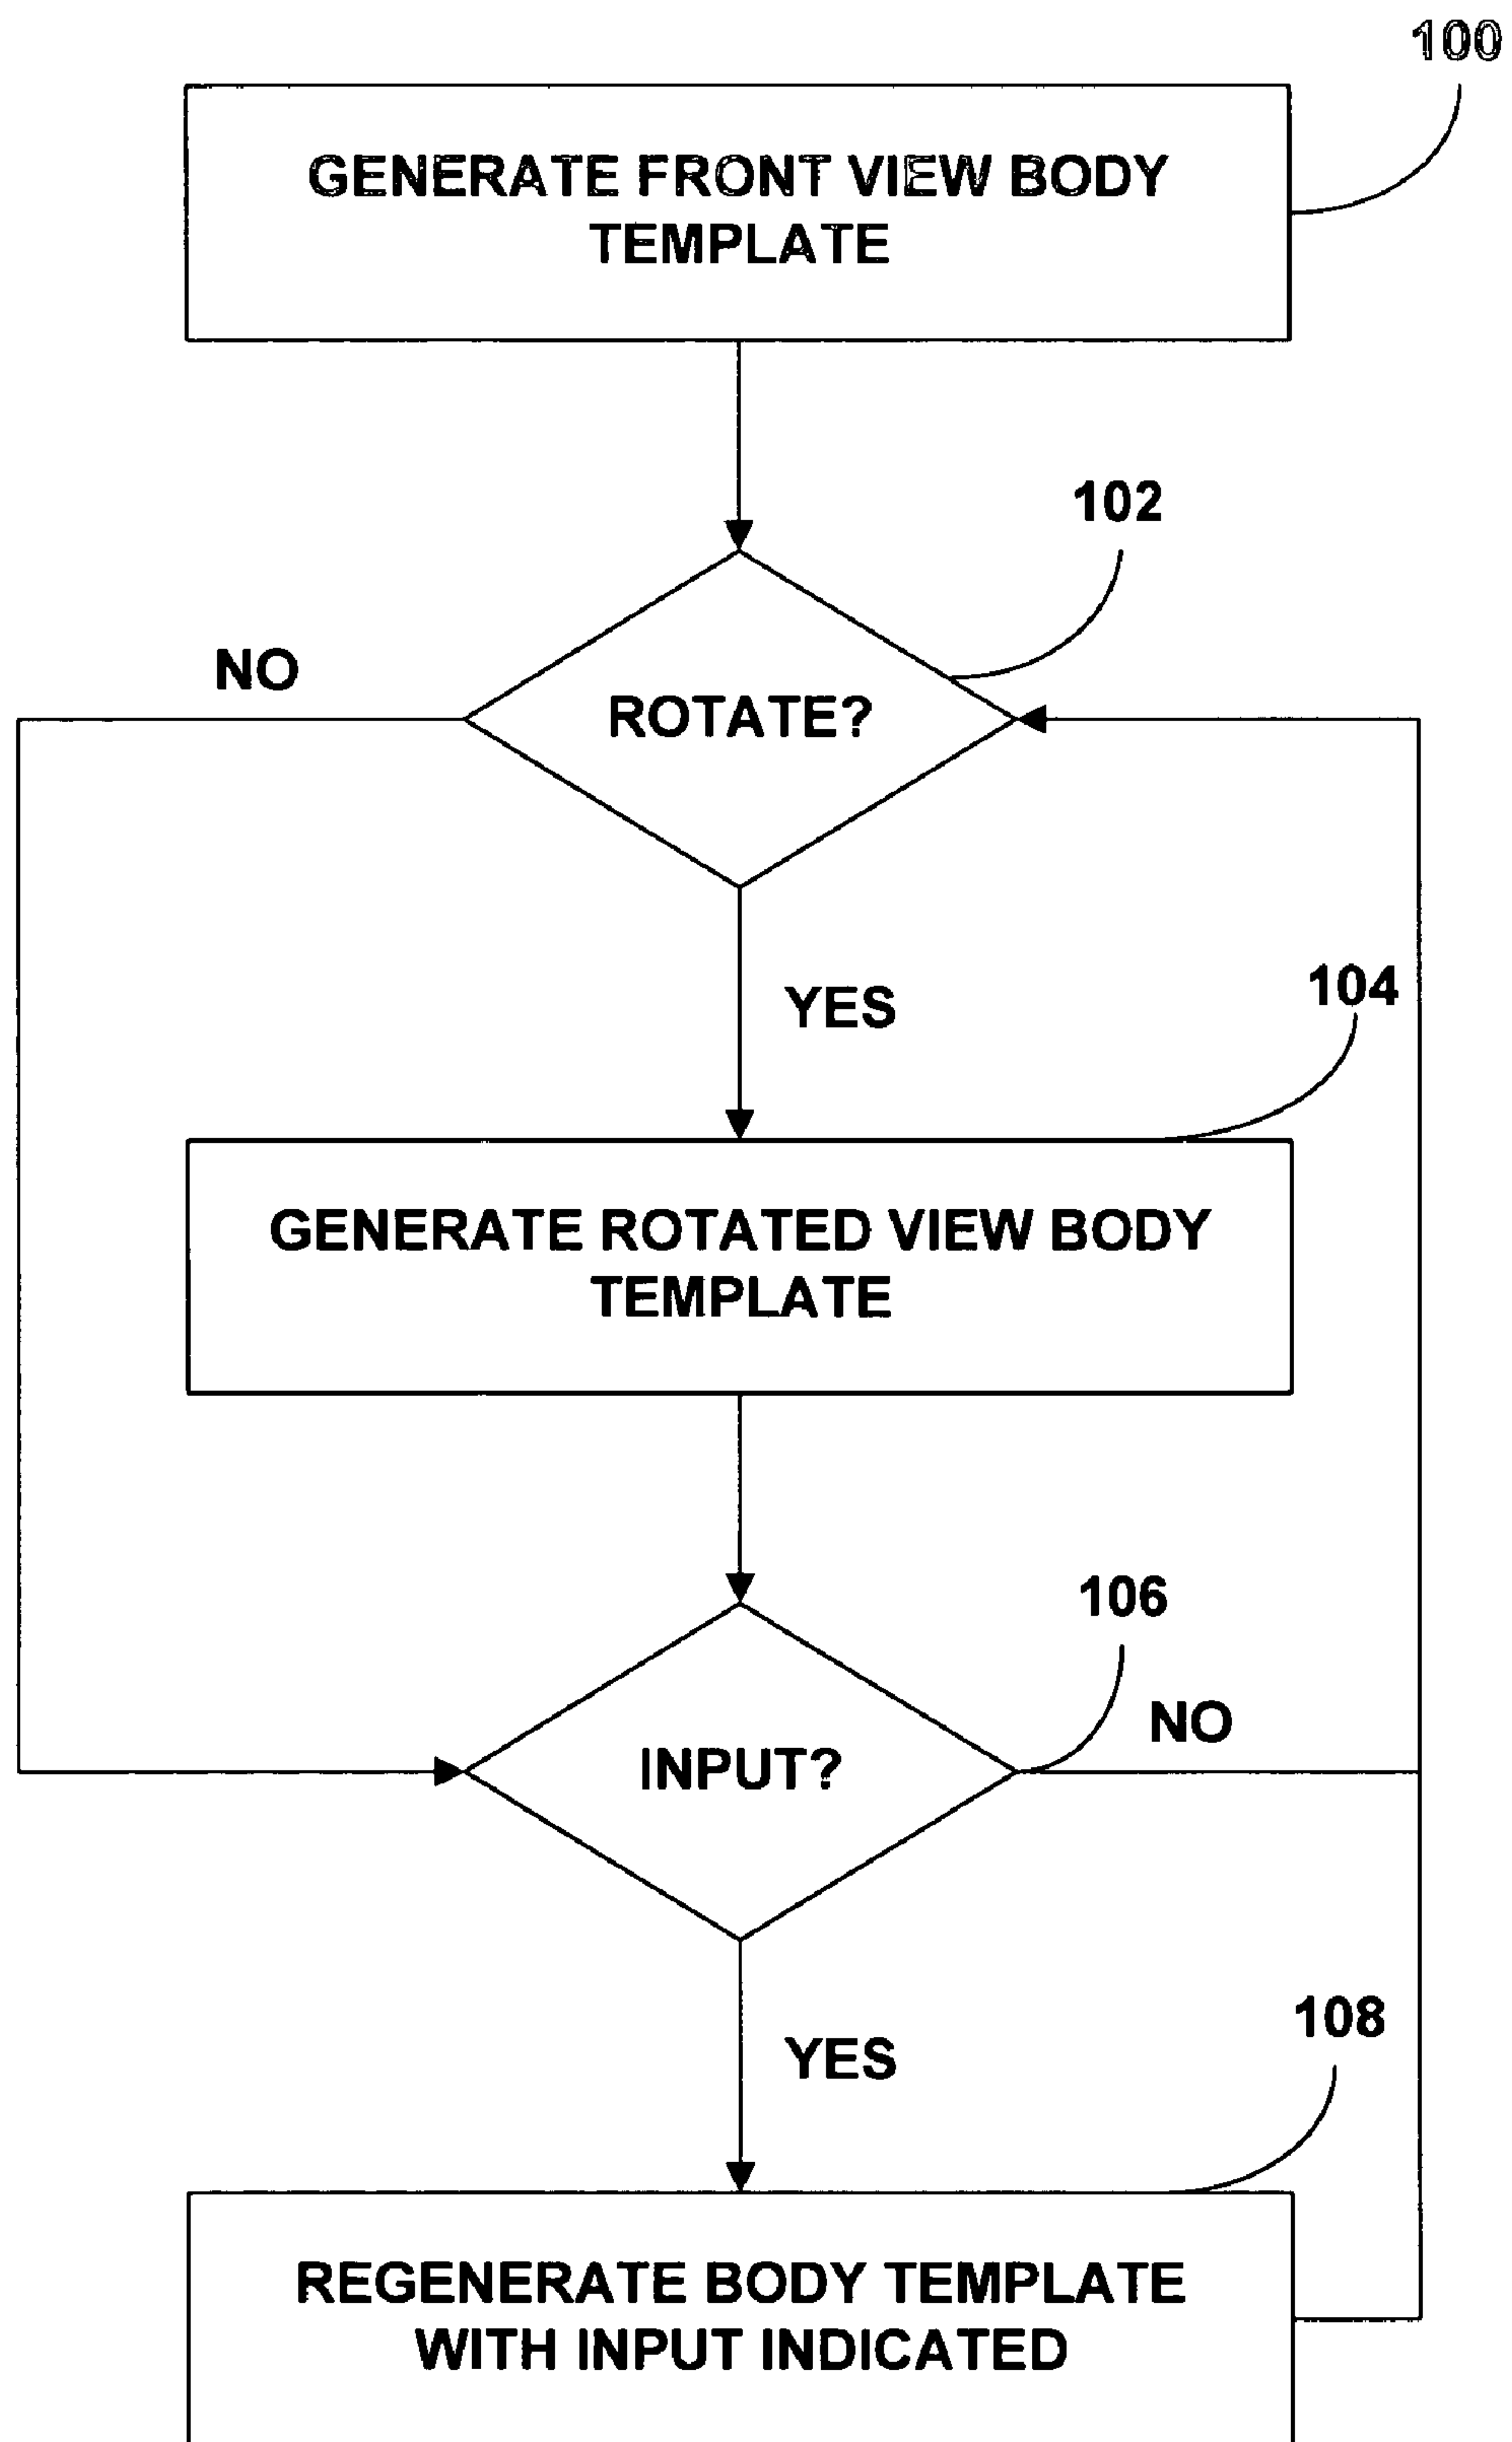 100
GENERATE FRONT VIEW BODY
TEMPLATE
102
NO
ROTATE?
YES
104
GENERATE ROTATED VIEW BODY
TEMPLATE
106
NO
INPUT?
YES
108
REGENERATE BODY TEMPLATE
WITH INPUT INDICATED